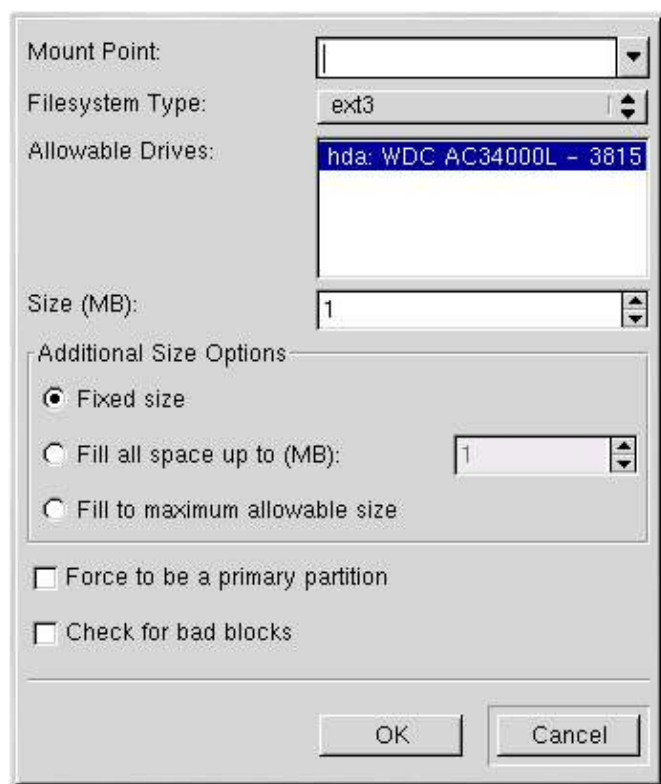 Mount Point:
Filesystem Type: ext3
Allowable Drives: hda: WDC AC34000L - 3815
Size (MB): 1
Additional Size Options
Fixed size
Fill all space up to (MB): 1
Fill to maximum allowable size
Force to be a primary partition
Check for bad blocks
OK Cancel